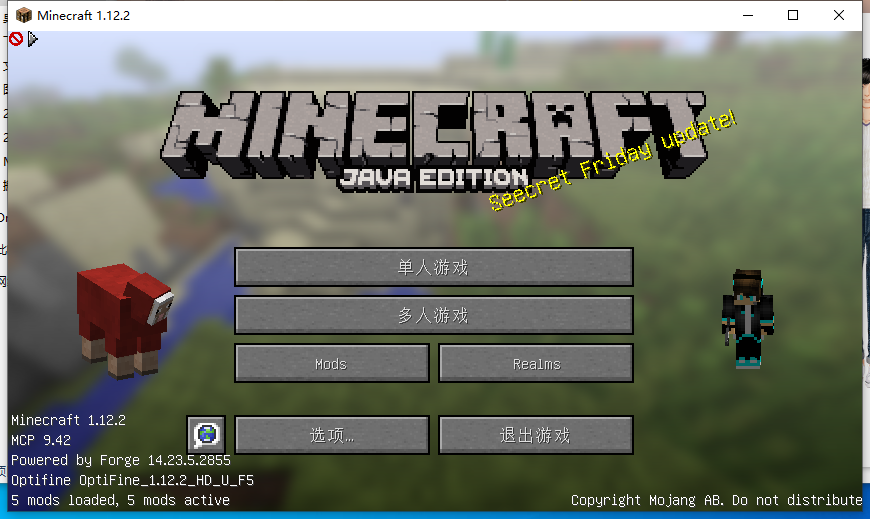 Minecraft 1.12.2
MINECRAFT
JAVA EDITION
Seecret Friday update!
单人游戏
多人游戏
Mods
Realms
选项…
退出游戏
Minecraft 1.12.2
MCP 9.42
Powered by Forge 14.23.5.2855
Optifine OptiFine_1.12.2_HD_U_F5
5 mods loaded, 5 mods active
Copyright Mojang AB. Do not distribute